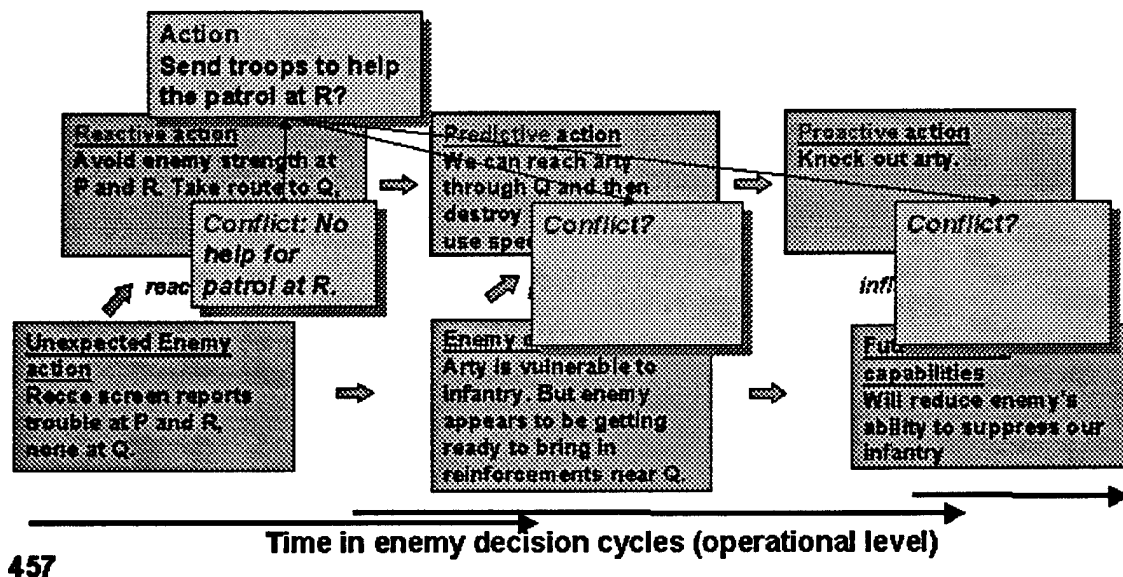 Action
Send troops to help
the patrol at R?
Reactive action
Avoid enemy strength at
P and R. Take route to Q.
Predictive action
We can reach arty
through Q and then
destroy
use
Proactive action
Knock out arty.
Conflict: No
help for
patrol at R.
Conflict?
Conflict?
Unexpected Enemy
action
Recce screen reports
trouble at P and R,
none at Q.
Enemy
Arty is vulnerable to
infantry. But enemy
appears to be getting
ready to bring in
reinforcements near Q.
capabilities
Will reduce enemy's
ability to suppress our
infantry
Time in enemy decision cycles (operational level)
457